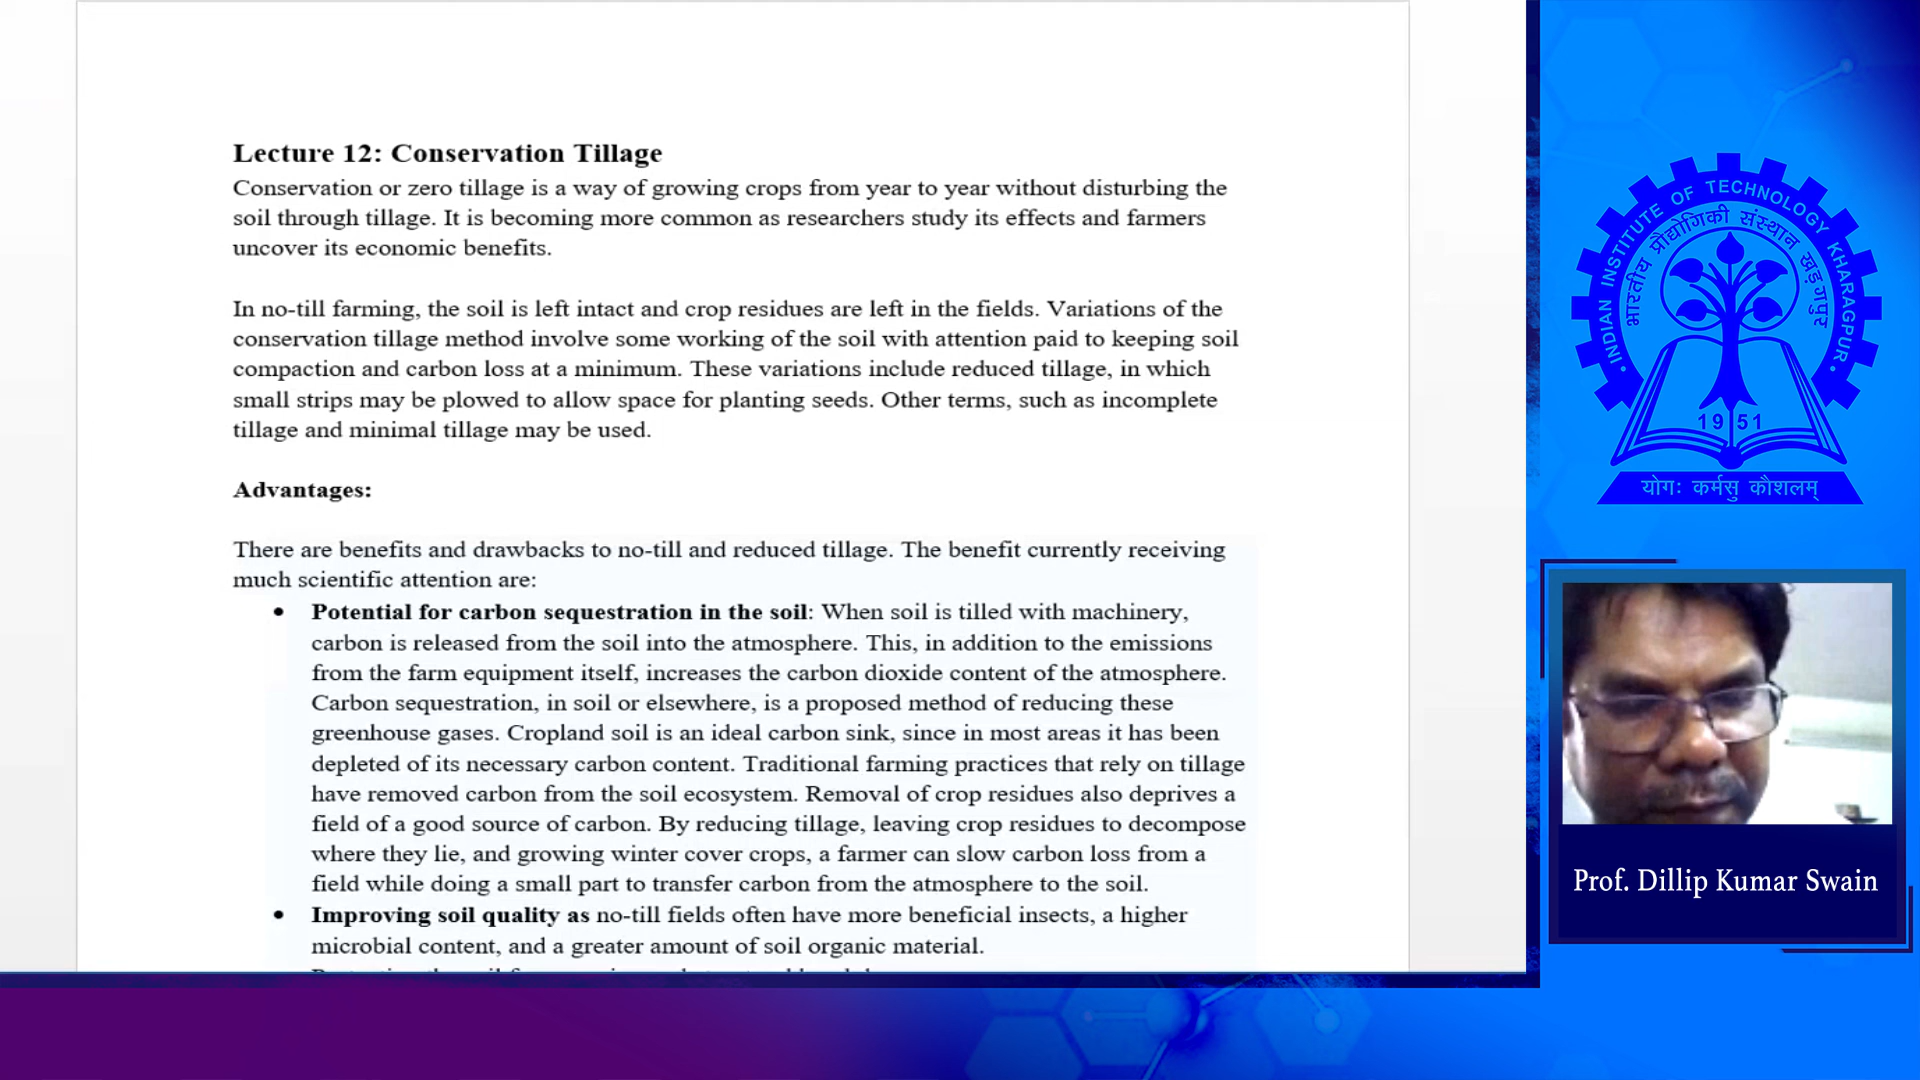 Lecture 12: Conservation Tillage
Conservation or zero tillage is a way of growing crops from year to year without disturbing the
soil through tillage. It is becoming more common as researchers study its effects and farmers
uncover its economic benefits.
In no-till farming, the soil is left intact and crop residues are left in the fields. Variations of the
conservation tillage method involve some working of the soil with attention paid to keeping soil
compaction and carbon loss at a minimum. These variations include reduced tillage, in which
small strips may be plowed to allow space for planting seeds. Other terms, such as incomplete
tillage and minimal tillage may be used.
Advantages:
There are benefits and drawbacks to no-till and reduced tillage. The benefit currently receiving
much scientific attention are:
• Potential for carbon sequestration in the soil: When soil is tilled with machinery,
carbon is released from the soil into the atmosphere. This, in addition to the emissions
from the farm equipment itself, increases the carbon dioxide content of the atmosphere.
Carbon sequestration, in soil or elsewhere, is a proposed method of reducing these
greenhouse gases. Cropland soil is an ideal carbon sink, since in most areas it has been
depleted of its necessary carbon content. Traditional farming practices that rely on tillage
have removed carbon from the soil ecosystem. Removal of crop residues also deprives a
field of a good source of carbon. By reducing tillage, leaving crop residues to decompose
where they lie, and growing winter cover crops, a farmer can slow carbon loss from a
field while doing a small part to transfer carbon from the atmosphere to the soil.
• Improving soil quality as no-till fields often have more beneficial insects, a higher
microbial content, and a greater amount of soil organic material.
INDIAN INSTITUTE OF TECHNOLOGY KHARAGPUR
भारतीय प्रौद्योगिकी संस्थान खड़गपुर
1951
योगः कर्मसु कौशलम्
Prof. Dillip Kumar Swain